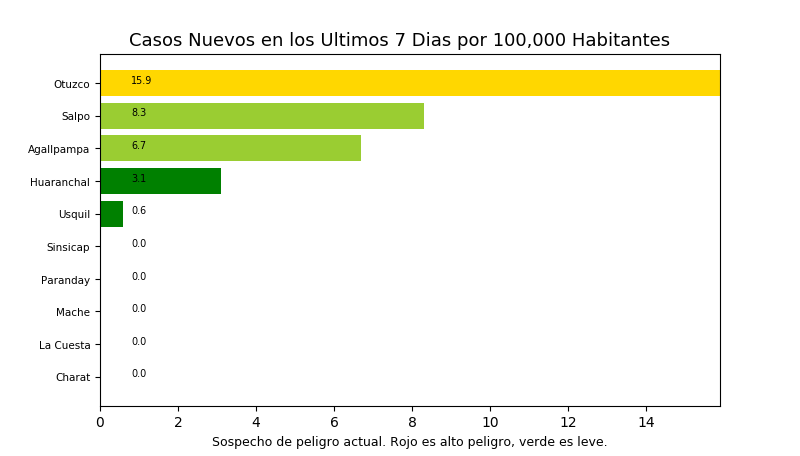 Casos Nuevos en los Ultimos 7 Dias por 100,000 Habitantes
Otuzco 15.9
Salpo 8.3
Agallpampa 6.7
Huaranchal 3.1
Usquil 0.6
Sinsicap 0.0
Paranday 0.0
Mache 0.0
La Cuesta 0.0
Charat 0.0
0 2 4 6 8 10 12 14
Sospecho de peligro actual. Rojo es alto peligro, verde es leve.